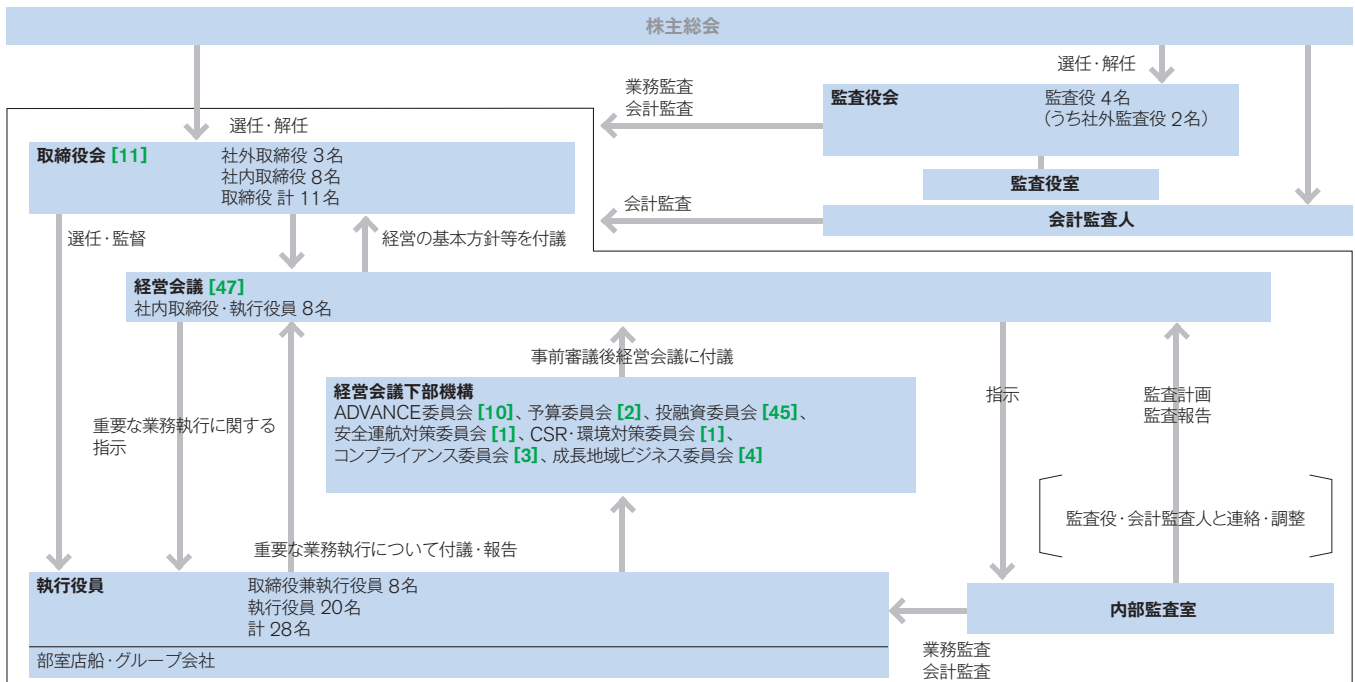 株主総会
選任・解任
業務監査
会計監査
監査役会
監査役 4名
(うち社外監査役 2名)
選任・解任
取締役会 [11]
社外取締役 3名
社内取締役 8名
取締役 計 11名
監査役室
会計監査
会計監査人
選任・監督
経営の基本方針等を付議
経営会議 [47]
社内取締役・執行役員 8名
事前審議後経営会議に付議
経営会議下部機構
ADVANCE委員会 [10]、予算委員会 [2]、投融資委員会 [45]、
安全運航対策委員会 [1]、CSR・環境対策委員会 [1]、
コンプライアンス委員会 [3]、成長地域ビジネス委員会 [4]
指示
監査計画
監査報告
重要な業務執行に関する
指示
監査役・会計監査人と連絡・調整
重要な業務執行について付議・報告
執行役員
取締役兼執行役員 8名
執行役員 20名
計 28名
内部監査室
部室店船・グループ会社
業務監査
会計監査